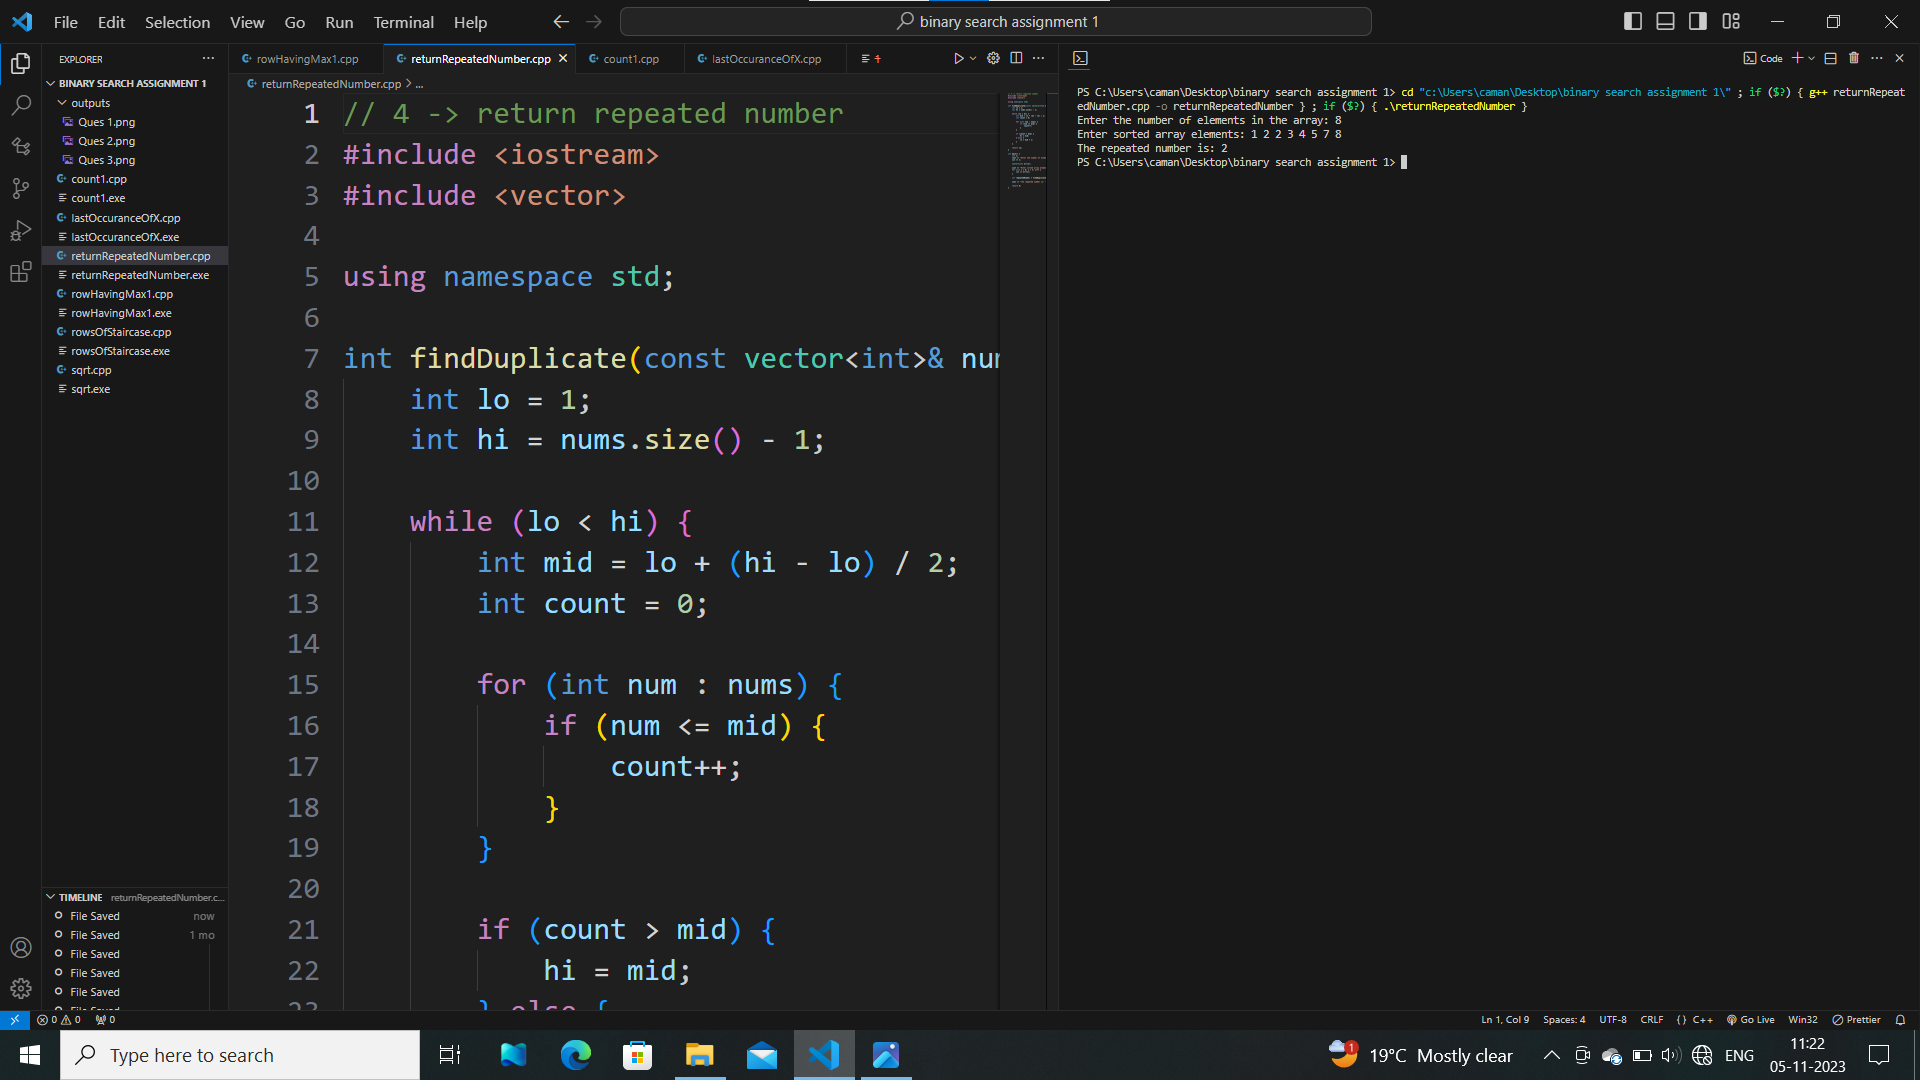 File Edit Selection View Go Run Terminal Help
binary search assignment 1
EXPLORER
BINARY SEARCH ASSIGNMENT 1
outputs
Ques 1.png
Ques 2.png
Ques 3.png
count1.cpp
count1.exe
lastOccuranceOfX.cpp
lastOccuranceOfX.exe
returnRepeatedNumber.cpp
returnRepeatedNumber.exe
rowHavingMax1.cpp
rowHavingMax1.exe
rowsOfStaircase.cpp
rowsOfStaircase.exe
sqrt.cpp
sqrt.exe
TIMELINE returnRepeatedNumber.c...
File Saved now
File Saved 1 mo
File Saved
File Saved
File Saved
rowHavingMax1.cpp returnRepeatedNumber.cpp count1.cpp lastOccuranceOfX.cpp 1
returnRepeatedNumber.cpp > ...
1 // 4 -> return repeated number
2 #include <iostream>
3 #include <vector>
4
5 using namespace std;
6
7 int findDuplicate(const vector<int>& nu
8 int lo = 1;
9 int hi = nums.size() - 1;
10
11 while (lo < hi) {
12 int mid = lo + (hi - lo) / 2;
13 int count = 0;
14
15 for (int num : nums) {
16 if (num <= mid) {
17 count++;
18 }
19 }
20
21 if (count > mid) {
22 hi = mid;
23 } else {
Code
PS C:\Users\caman\Desktop\binary search assignment 1> cd "c:\Users\caman\Desktop\binary search assignment 1\" ; if ($?) { g++ returnRepeat
edNumber.cpp -o returnRepeatedNumber } ; if ($?) { .\returnRepeatedNumber }
Enter the number of elements in the array: 8
Enter sorted array elements: 1 2 2 3 4 5 7 8
The repeated number is: 2
PS C:\Users\caman\Desktop\binary search assignment 1>
0 0 0
Ln 1, Col 9 Spaces: 4 UTF-8 CRLF {} C++ Go Live Win32 Prettier
Type here to search
1 19°C Mostly clear ENG
11:22
05-11-2023